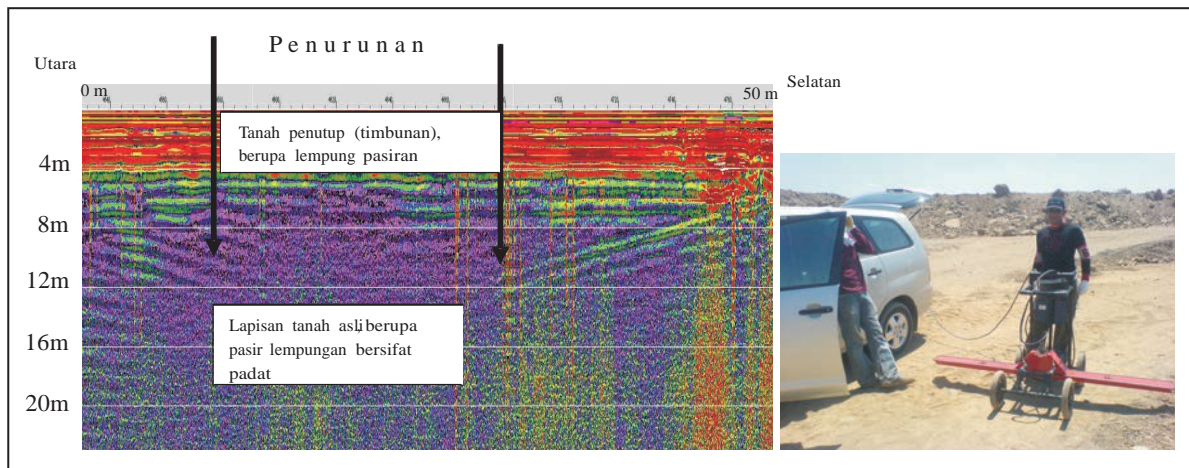 Penurunan
Utara
0 m
50 m
Selatan
Tanah penutup (timbunan),
berupa lempung pasiran
4m
8m
12m
Lapisan tanah asli, berupa
pasir lempungan bersifat
padat
16m
20m